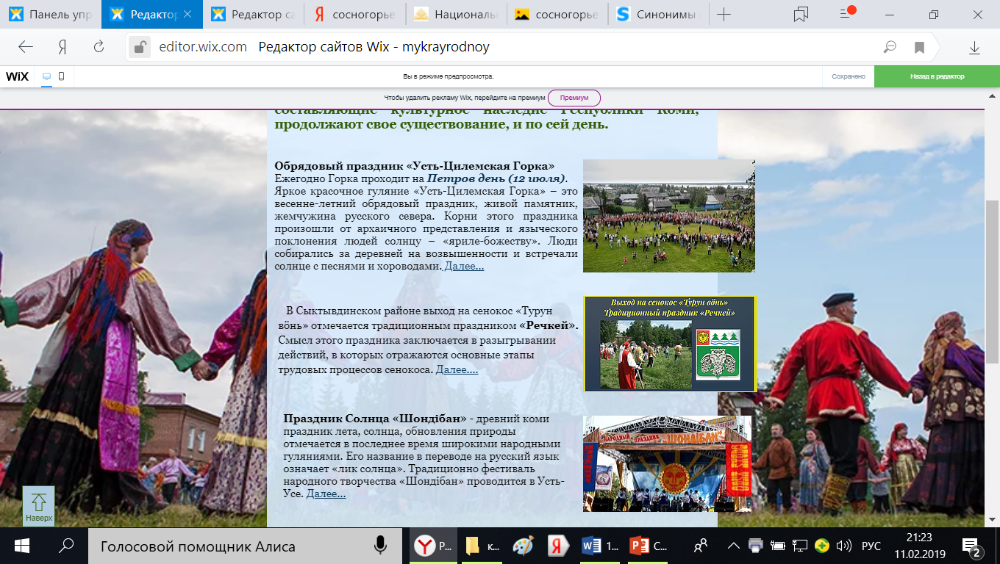 Панель упр
Редактор
Редактор са
сосногорье
Националь
сосногорье
Синонимы
editor.wix.com Редактор сайтов Wix - mykrayrodnoy
WiX
Вы в режиме предпросмотра.
Сохранено
Назад в редактор
Чтобы удалить рекламу Wix, перейдите на премиум
Премиум
составляющие культурное наследие Республики Коми,
продолжают свое существование, и по сей день.
Обрядовый праздник «Усть-Цилемская Горка»
Ежегодно Горка проходит на Петров день (12 июля).
Яркое красочное гуляние «Усть-Цилемская Горка» – это
весенне-летний обрядовый праздник, живой памятник,
жемчужина русского севера. Корни этого праздника
произошли от архаичного представления и языческого
поклонения людей солнцу – «яриле-божеству». Люди
собирались за деревней на возвышенности и встречали
солнце с песнями и хороводами. Далее...
Выход на сенокос «Турун вöнь»
Традиционный праздник «Речкей»
В Сыктывдинском районе выход на сенокос «Турун
вöнь» отмечается традиционным праздником «Речкей».
Смысл этого праздника заключается в разыгрывании
действий, в которых отражаются основные этапы
трудовых процессов сенокоса. Далее....
Праздник Солнца «Шондiбан» - древний коми
праздник лета, солнца, обновления природы
отмечается в последнее время широкими народными
гуляниями. Его название в переводе на русский язык
означает «лик солнца». Традиционно фестиваль
народного творчества «Шондiбан» проводится в Усть-
Усе. Далее...
НАРОДНЫЙ ПРАЗДНИК "ШОНДIБАН"
Наверх
Голосовой помощник Алиса
Р...
к...
1...
С...
РУС
21:23
11.02.2019
2